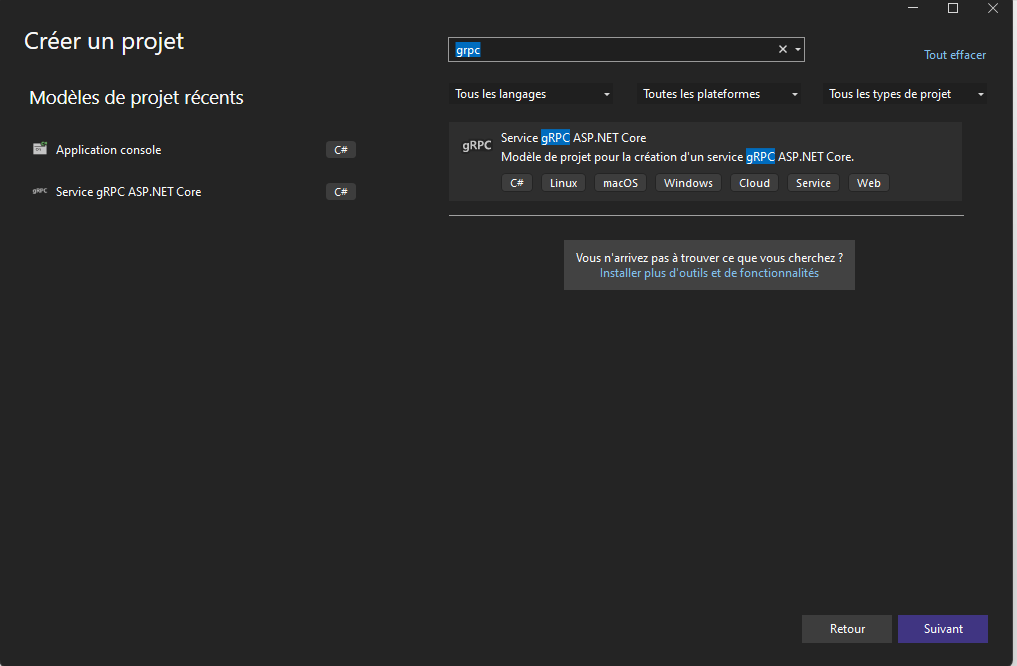 Créer un projet
grpc
Tout effacer
Modèles de projet récents
Tous les langages
Toutes les plateformes
Tous les types de projet
Application console
C#
Service gRPC ASP.NET Core
C#
gRPC
Service gRPC ASP.NET Core
Modèle de projet pour la création d'un service gRPC ASP.NET Core.
C# Linux macOS Windows Cloud Service Web
Vous n'arrivez pas à trouver ce que vous cherchez ?
Installer plus d'outils et de fonctionnalités
Retour
Suivant